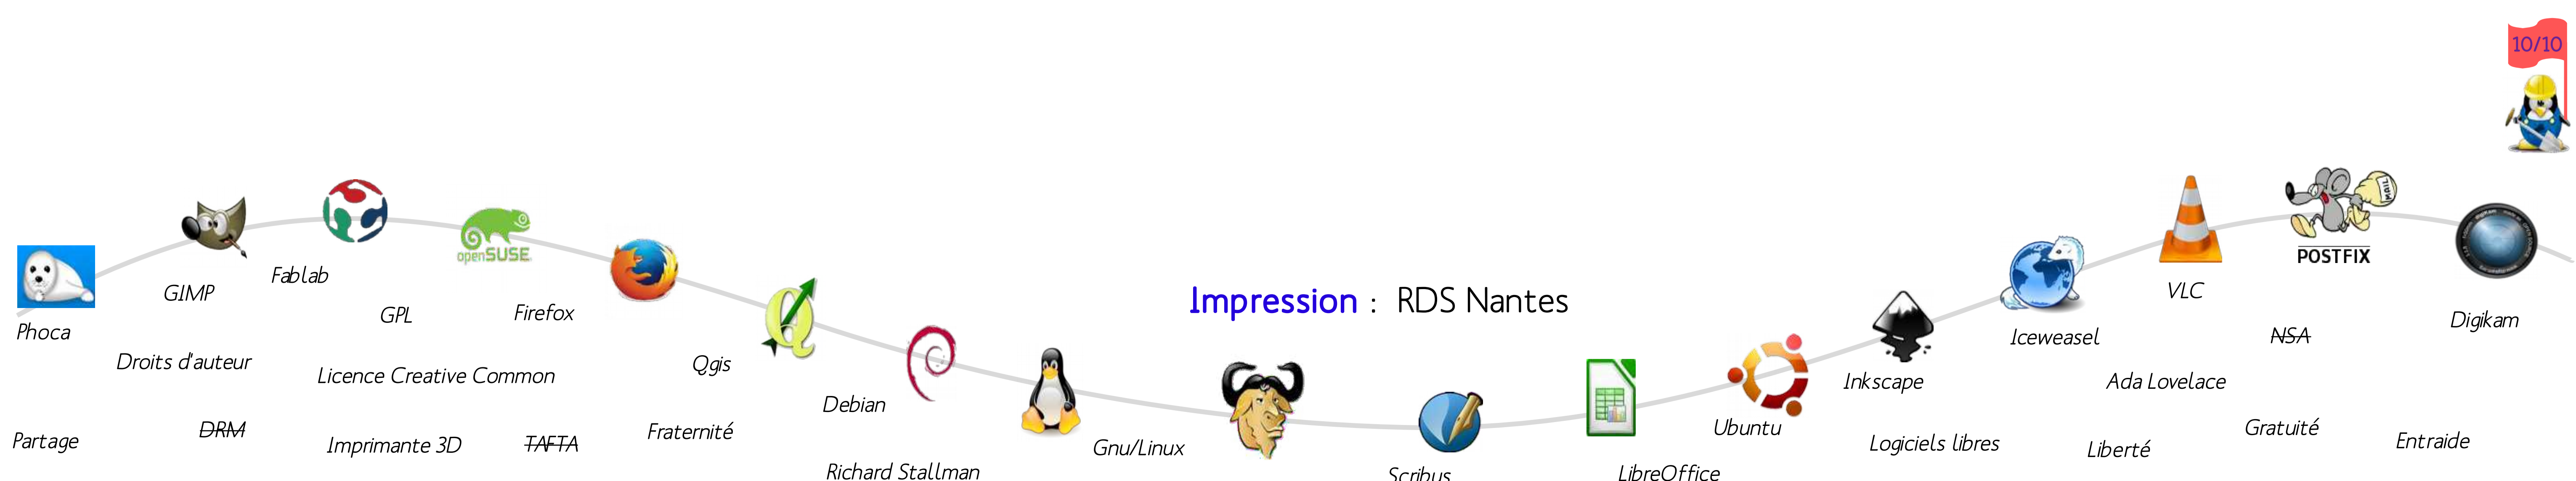 10/10
openSUSE
POSTFIX
Impression : RDS Nantes
Phoca
GIMP
Fablab
GPL
Firefox
Qgis
Debian
Gnu/Linux
Scribus
LibreOffice
Ubuntu
Inkscape
Iceweasel
VLC
NSA
Digikam
Droits d'auteur
Licence Creative Common
Ada Lovelace
Partage
DRM
Imprimante 3D
TAFTA
Fraternité
Richard Stallman
Logiciels libres
Liberté
Gratuité
Entraide
MAIL